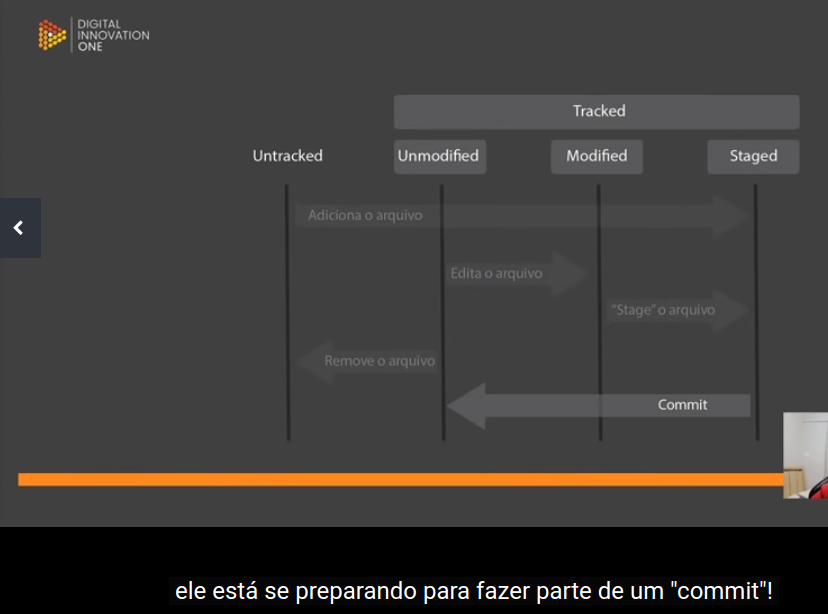 DIGITAL
INNOVATION
ONE
Tracked
Untracked
Unmodified
Modified
Staged
Adiciona o arquivo
Edita o arquivo
“Stage” o arquivo
Remove o arquivo
Commit
ele está se preparando para fazer parte de um "commit"!